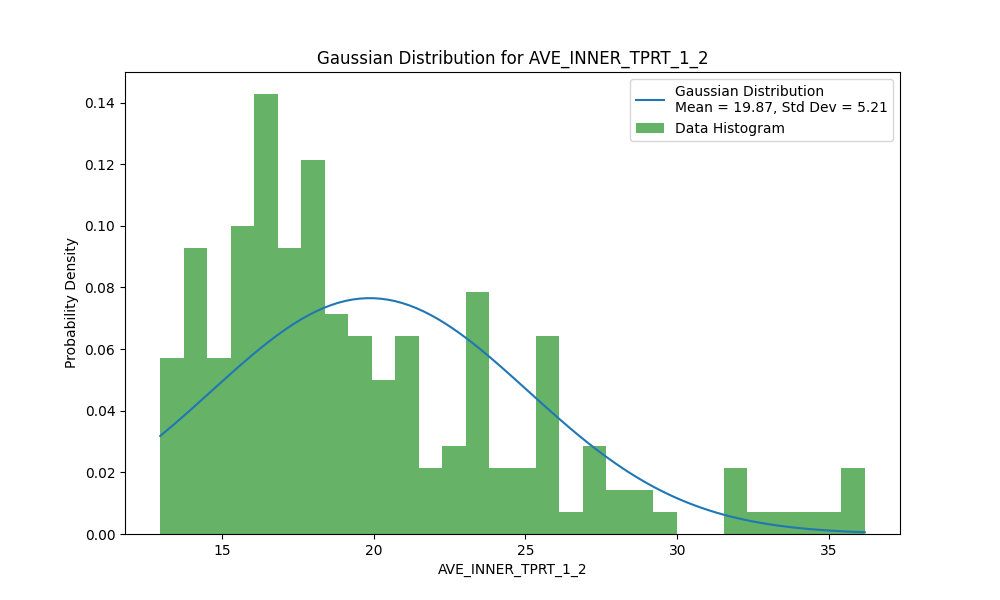 Gaussian Distribution for AVE_INNER_TPRT_1_2
Gaussian Distribution
Mean = 19.87, Std Dev = 5.21
Data Histogram
Probability Density
0.14
0.12
0.10
0.08
0.06
0.04
0.02
0.00
15 20 25 30 35
AVE_INNER_TPRT_1_2